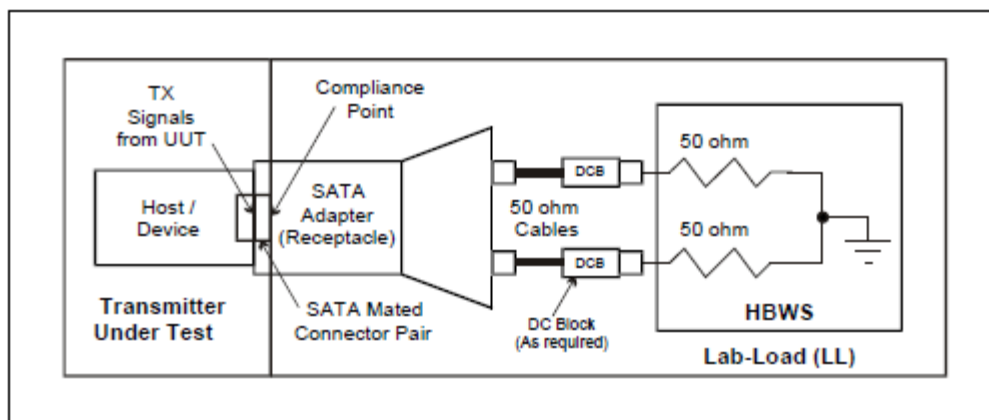 TX
Signals
from UUT
Compliance
Point
Host /
Device
SATA
Adapter
(Receptacle)
Transmitter
Under Test
SATA Mated
Connector Pair
DCB
50 ohm
Cables
DCB
DC Block
(As required)
50 ohm
50 ohm
HBWS
Lab-Load (LL)